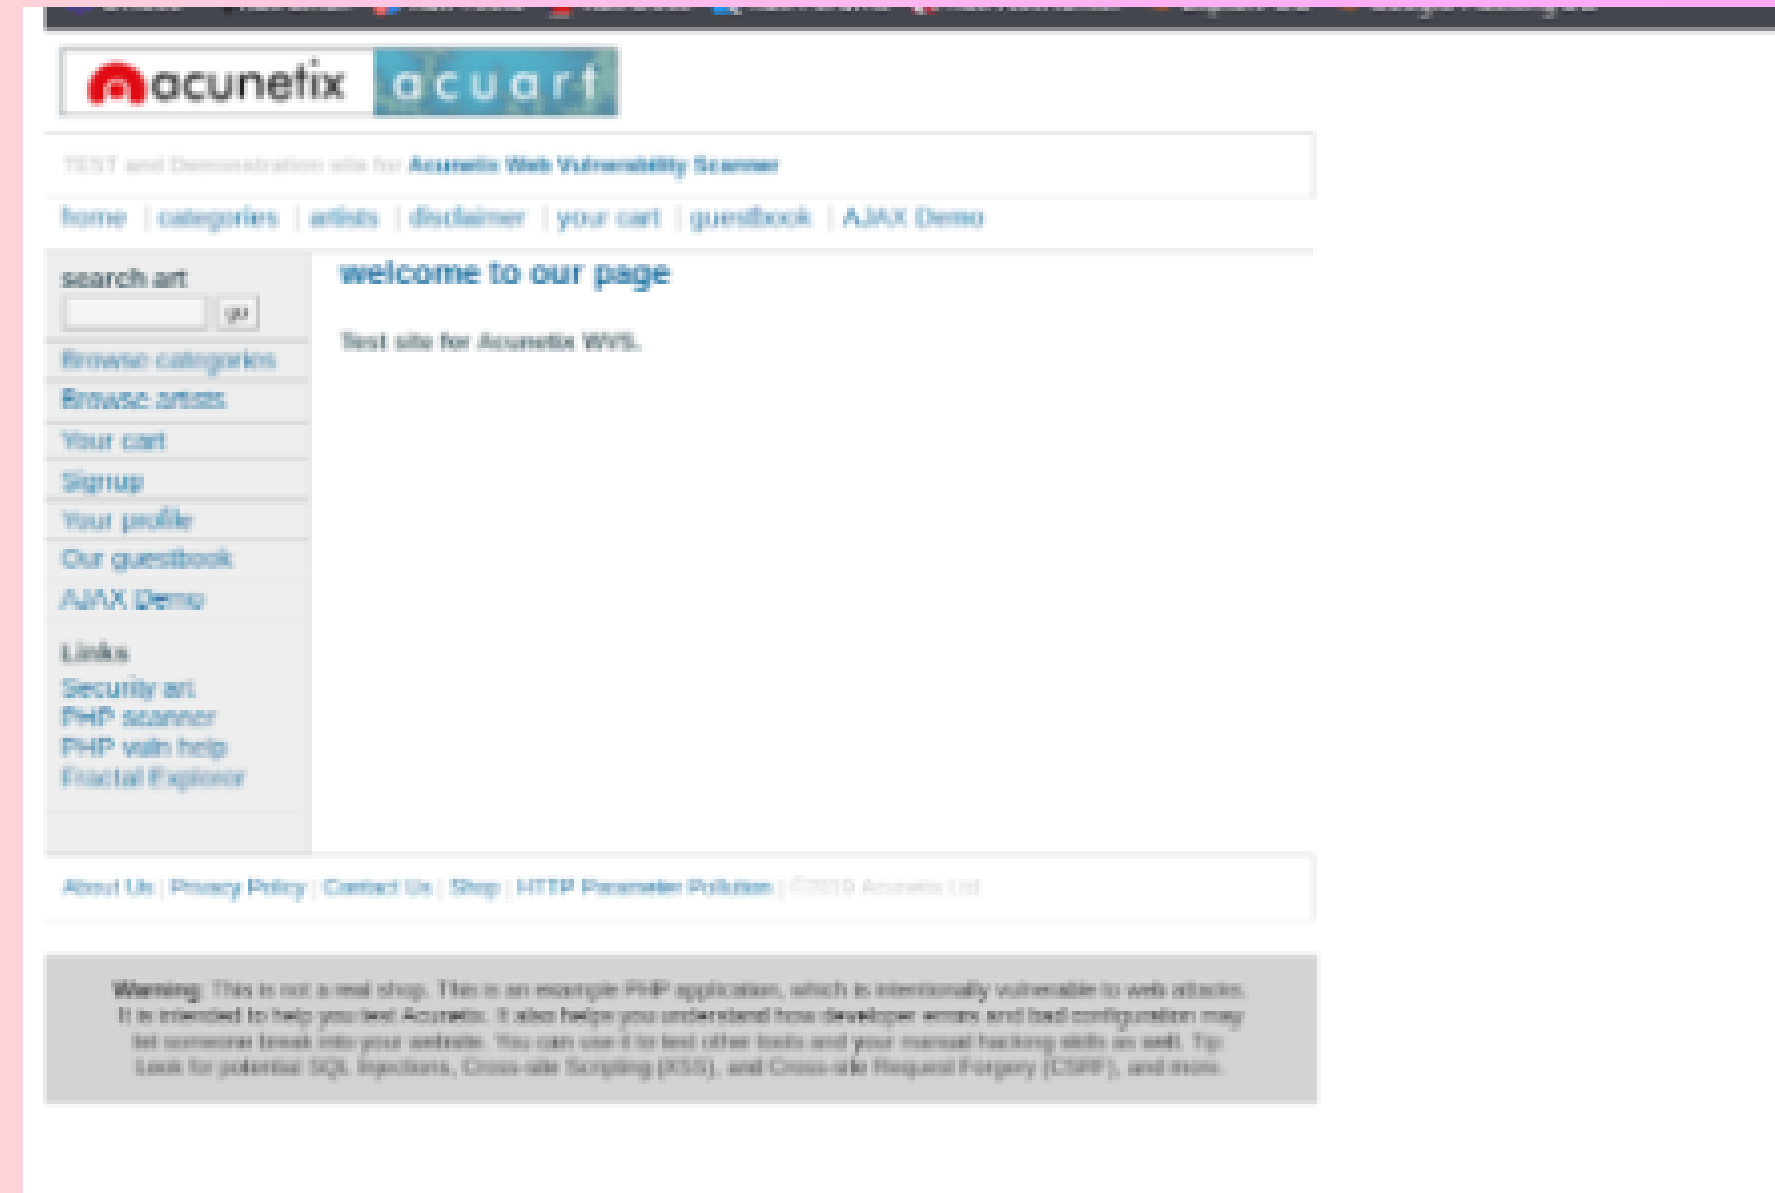 acunetix acuart
TEST and Demonstration site for Acunetix Web Vulnerability Scanner
home | categories | artists | disclaimer | your cart | guestbook | AJAX Demo
search art
go
Browse categories
Browse artists
Your cart
Signup
Your profile
Our guestbook
AJAX Demo
Links
Security art
PHP scanner
PHP vuln help
Fractal Explorer
welcome to our page
Test site for Acunetix WVS.
About Us | Privacy Policy | Contact Us | Shop | HTTP Parameter Pollution | ©2019 Acunetix Ltd
Warning: This is not a real shop. This is an example PHP application, which is intentionally vulnerable to web attacks.
It is intended to help you test Acunetix. It also helps you understand how developer errors and bad configuration may
let someone break into your website. You can use it to test other tools and your manual hacking skills as well. Tip:
Look for potential SQL Injections, Cross-site Scripting (XSS), and Cross-site Request Forgery (CSRF), and more.